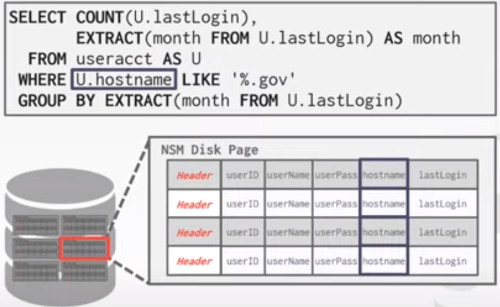 SELECT COUNT(U.lastLogin),
EXTRACT(month FROM U.lastLogin) AS month
FROM useracct AS U
WHERE U.hostname LIKE '%.gov'
GROUP BY EXTRACT(month FROM U.lastLogin)
NSM Disk Page
Header userID userName userPass hostname lastLogin
Header userID userName userPass hostname lastLogin
Header userID userName userPass hostname lastLogin
Header userID userName userPass hostname lastLogin